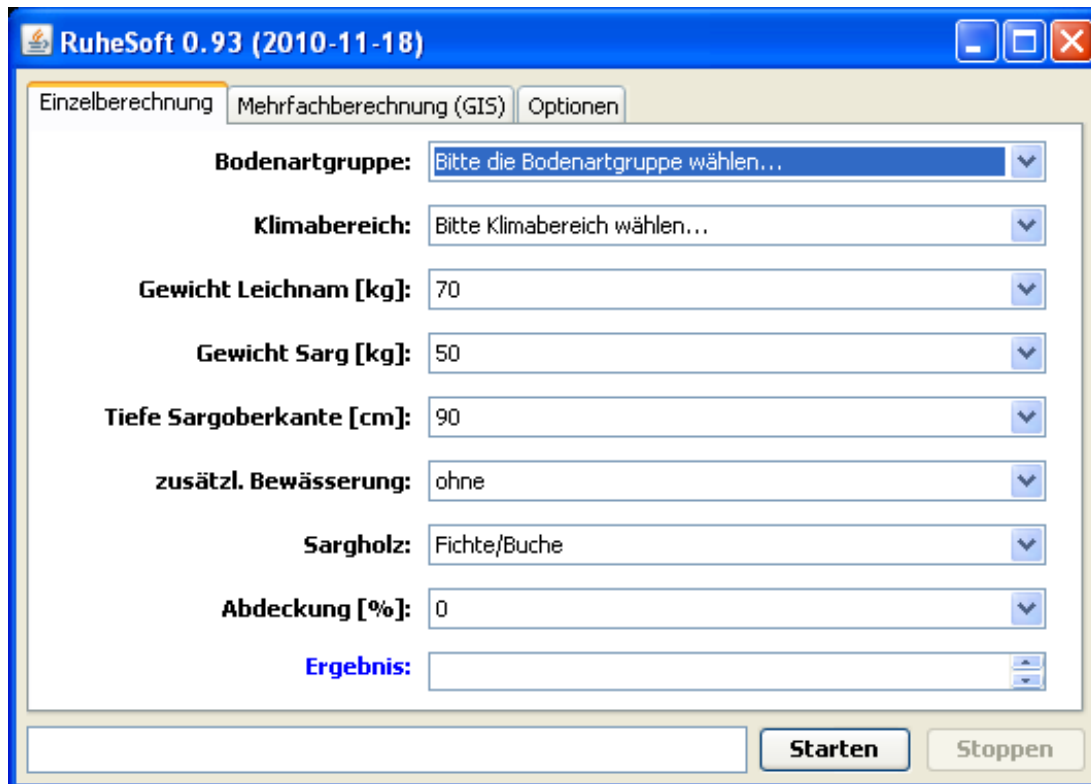 RuheSoft 0.93 (2010-11-18)
Einzelberechnung Mehrfachberechnung (GIS) Optionen
Bodenartgruppe: Bitte die Bodenartgruppe wählen...
Klimabereich: Bitte Klimabereich wählen...
Gewicht Leichnam [kg]: 70
Gewicht Sarg [kg]: 50
Tiefe Sargoberkante [cm]: 90
zusätzl. Bewässerung: ohne
Sargholz: Fichte/Buche
Abdeckung [%]: 0
Ergebnis:
Starten Stoppen